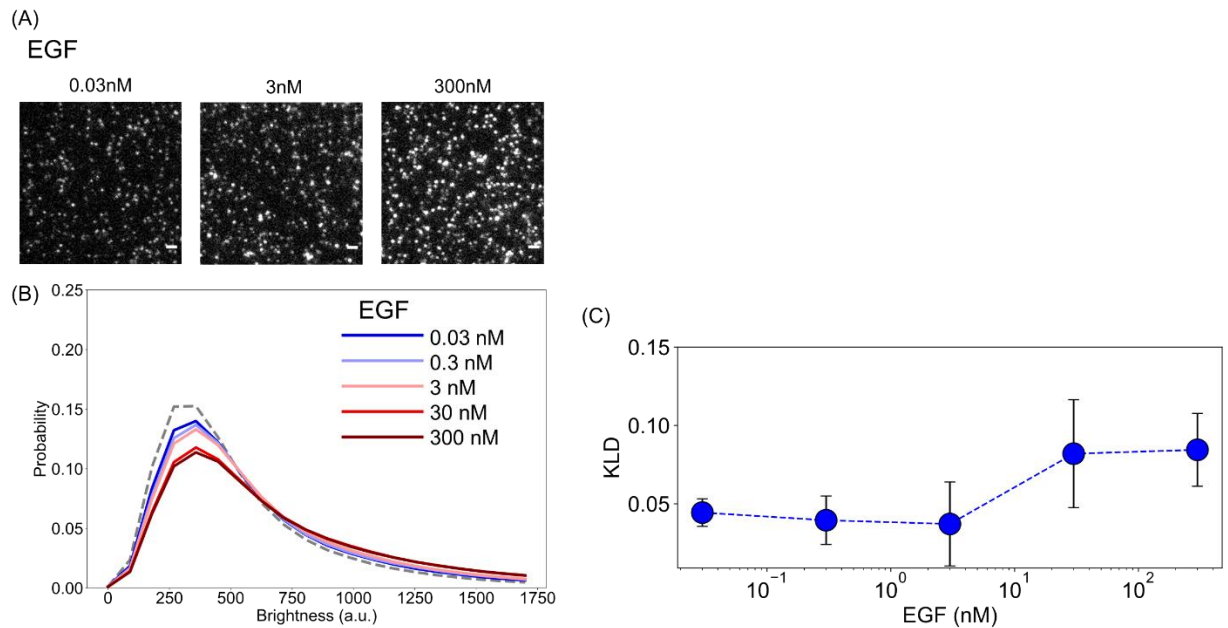 (A)
EGF
0.03nM 3nM 300nM
(B)
0.25
0.20
0.15
0.10
0.05
0.00
Probability
EGF
0.03 nM
0.3 nM
3 nM
30 nM
300 nM
0 250 500 750 1000 1250 1500 1750
Brightness (a.u.)
(C)
0.15
0.10
0.05
KLD
10⁻¹ 10⁰ 10¹ 10²
EGF (nM)